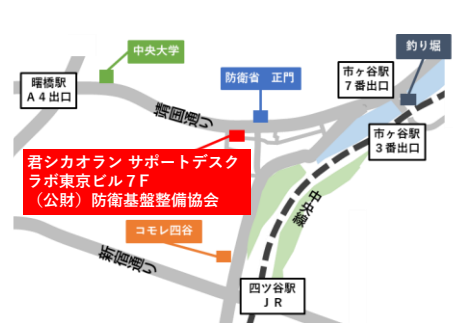 中央大学
釣り堀
曙橋駅
Ａ４出口
防衛省　正門
市ヶ谷駅
７番出口
靖国通り
市ヶ谷駅
３番出口
君シカオラン サポートデスク
ラボ東京ビル７F
（公財）防衛基盤整備協会
中央線
コモレ四谷
新宿通り
四ツ谷駅
ＪＲ